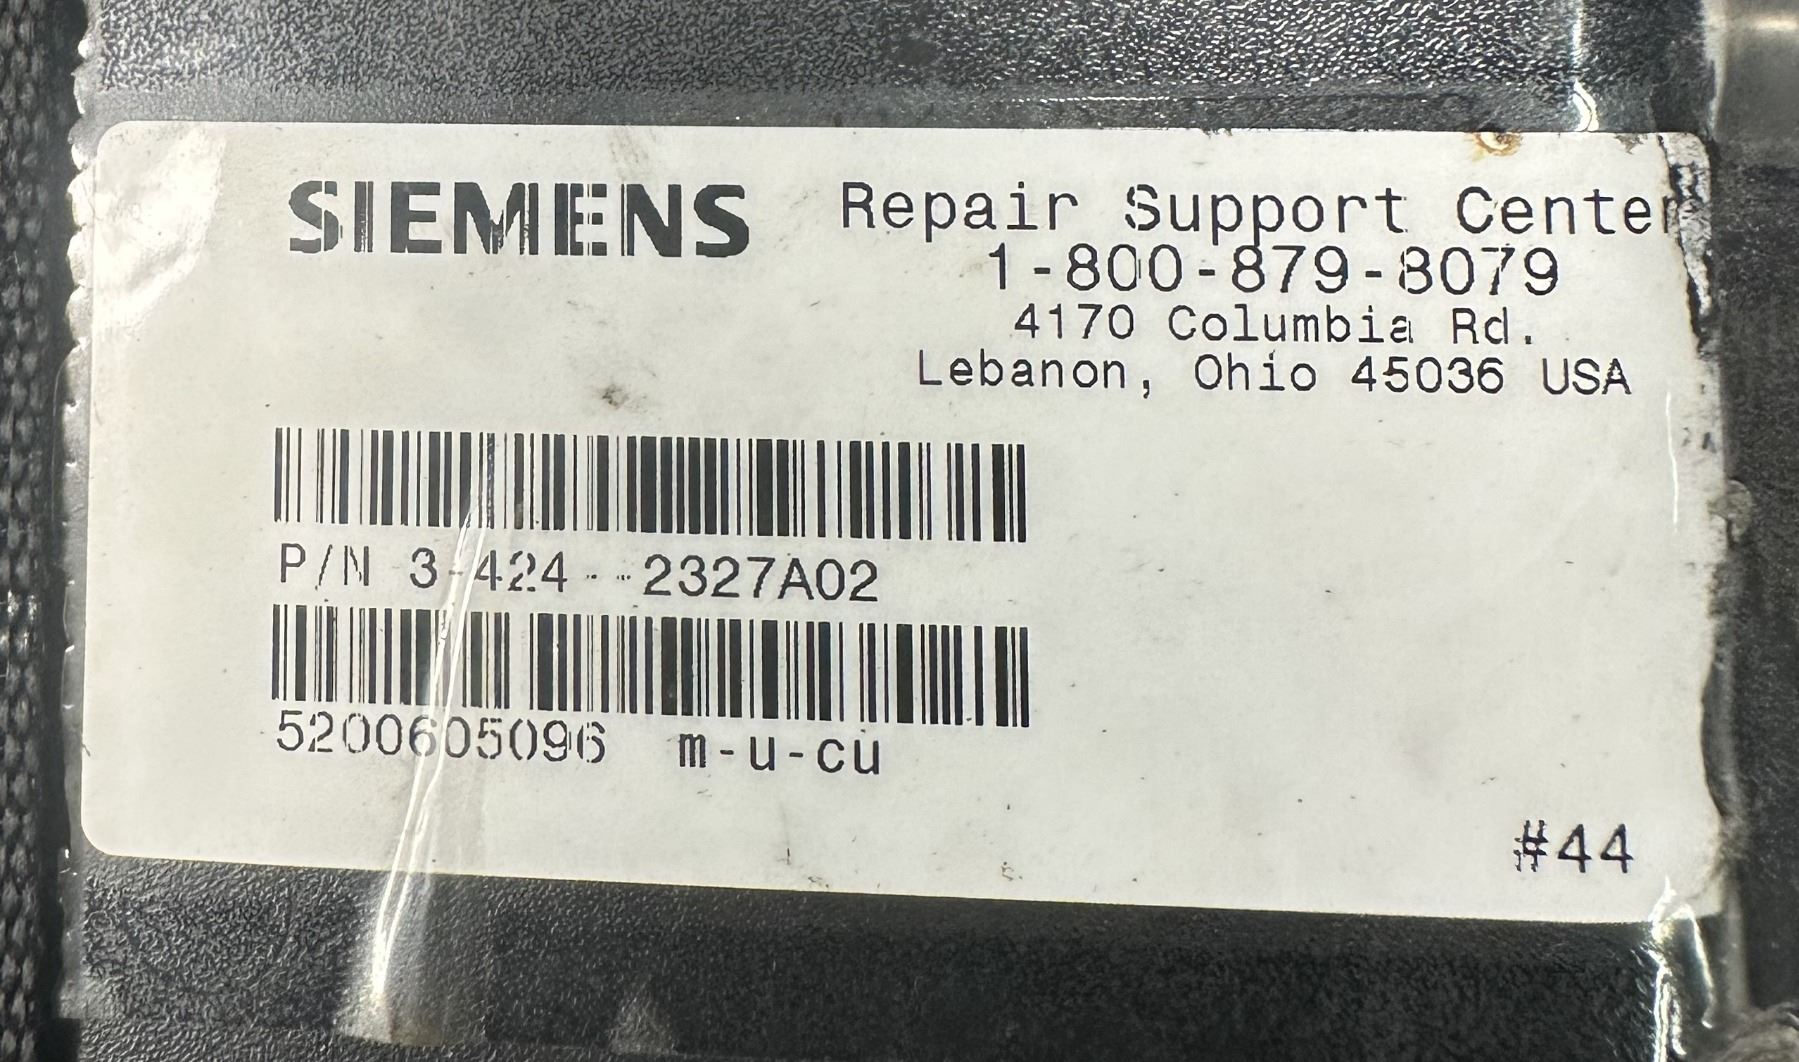 SIEMENS
Repair Support Center
1-800-879-8079
4170 Columbia Rd.
Lebanon, Ohio 45036 USA
P/N 3-424--2327A02
5200605096 m-u-cu
#44